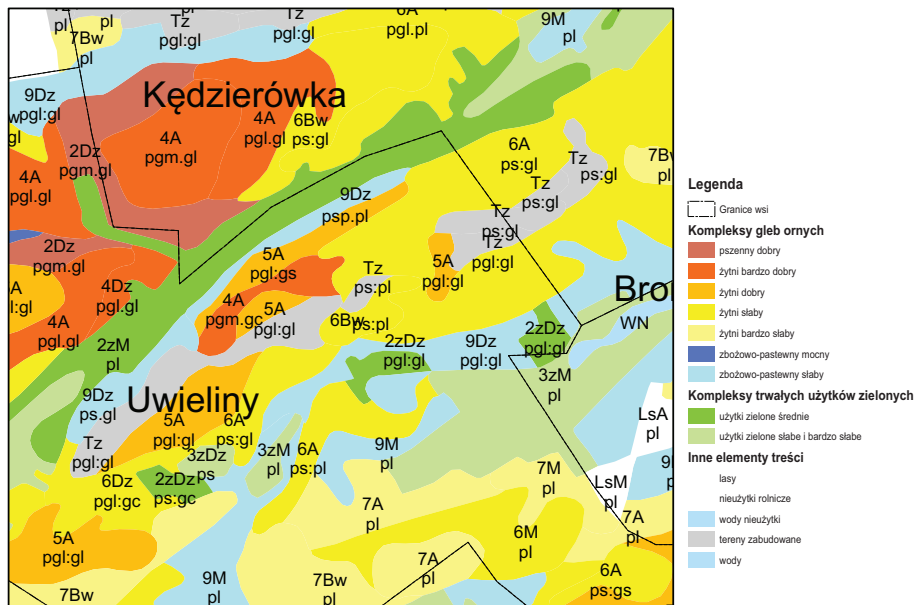 pl
Tz
pgl:gl
Tz
pgl:gl
6A
pgl.pl
9M
pl
7Bw
pl
9Dz
pgl:gl
Kędzierówka
4A
pgl.gl
6Bw
ps:gl
4A
pgm.gl
2Dz
pgm.gl
4A
pgl.gl
6A
ps:gl
Tz
ps:gl
7Bw
pl
Tz
ps:gl
9Dz
psp.pl
Tz
ps:gl
Tz
pgl:gl
2Dz
pgm.gl
5A
pgl:gs
Tz
ps:pl
5A
pgl:gl
4Dz
pgl.gl
4A
pgm.gc
5A
pgl:gl
4A
pgl.gl
6Bw
ps:pl
2zM
pl
2zDz
pgl:gl
9Dz
pgl:gl
2zDz
pgl:gl
WN
3zM
pl
9Dz
ps.gl
Uwieliny
5A
pgl:gl
6A
ps:gl
Tz
pgl:gl
3zDz
ps
3zM
pl
6A
ps:pl
9M
pl
LsA
pl
6Dz
pgl:gc
2zDz
ps:gc
7M
pl
LsM
pl
7A
pl
7A
pl
6M
pl
5A
pgl:gl
7A
pl
9M
pl
7Bw
pl
7Bw
6A
ps:gs
Legenda
Granice wsi
Kompleksy gleb ornych
pszenny dobry
żytni bardzo dobry
żytni dobry
żytni słaby
żytni bardzo słaby
zbożowo-pastewny mocny
zbożowo-pastewny słaby
Kompleksy trwałych użytków zielonych
użytki zielone średnie
użytki zielone słabe i bardzo słabe
Inne elementy treści
lasy
nieużytki rolnicze
wody nieużytki
tereny zabudowane
wody